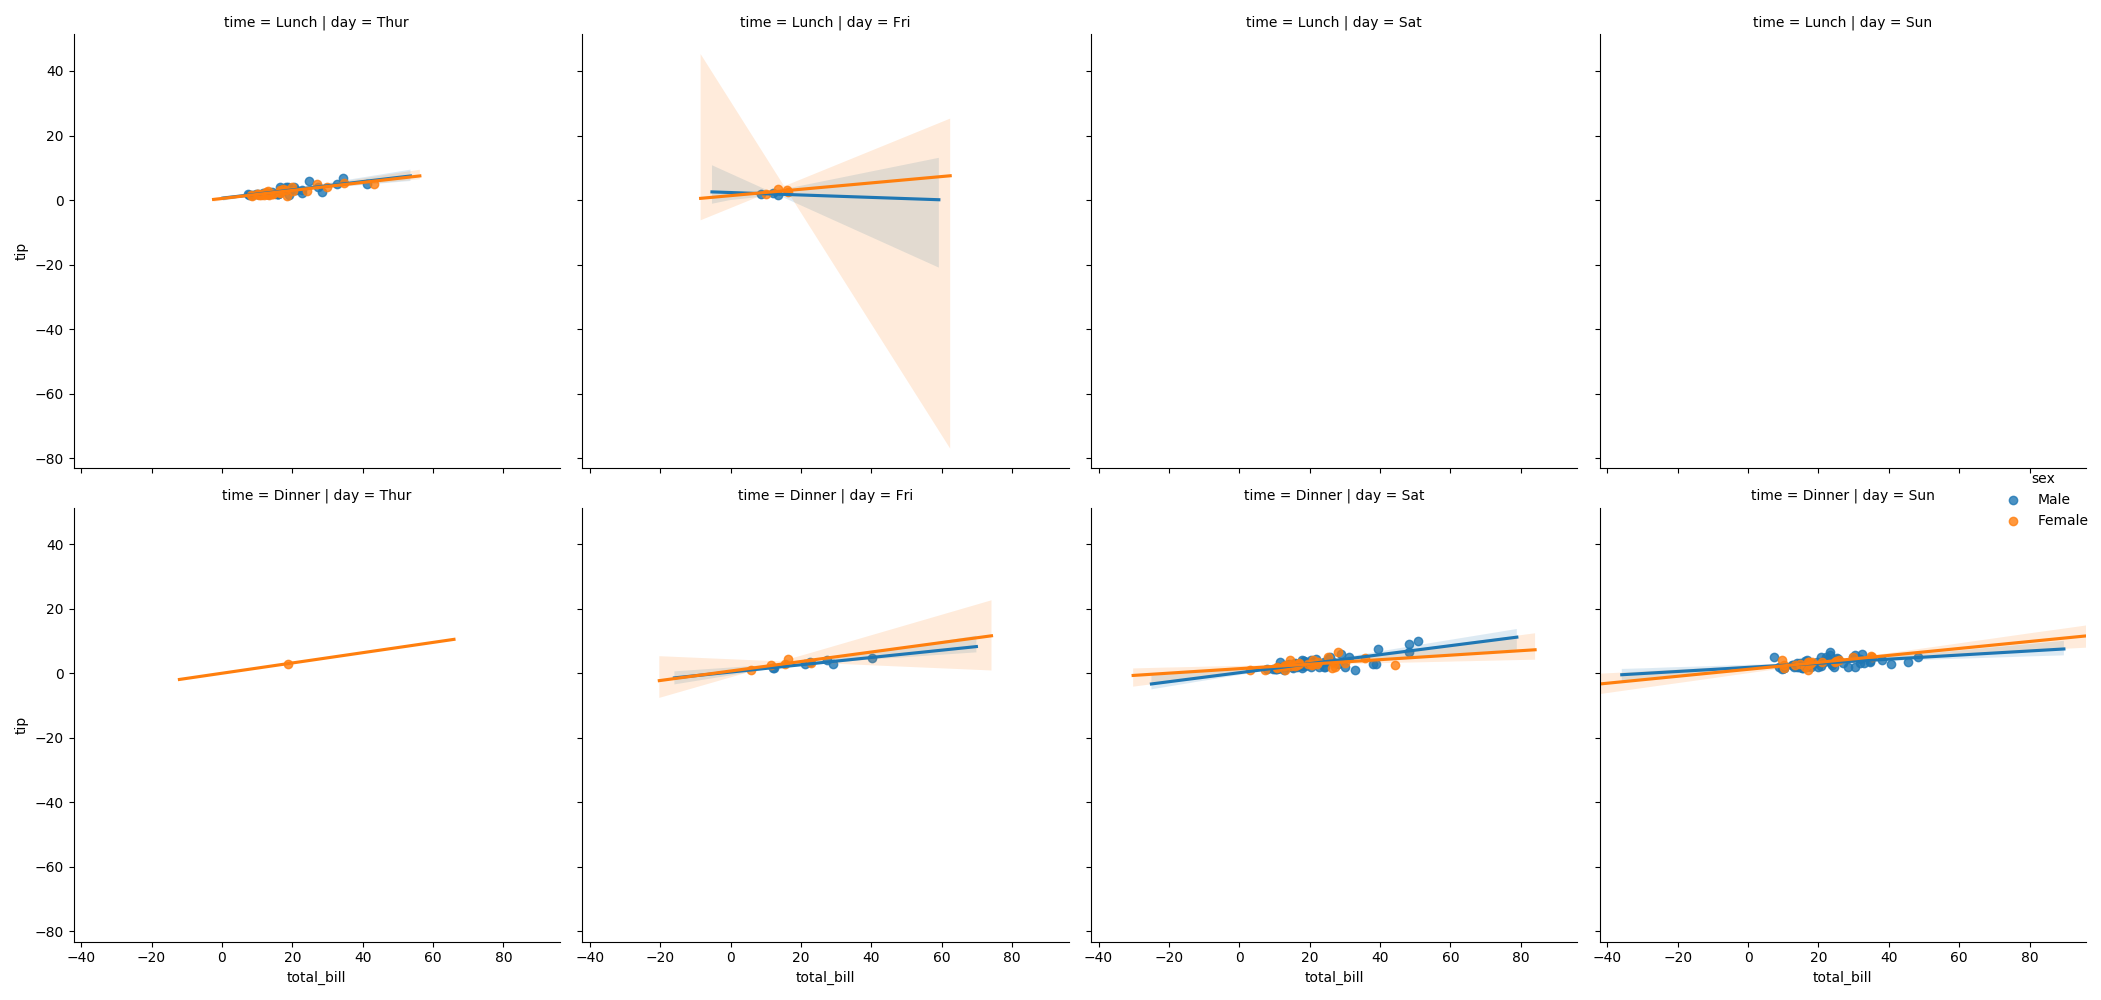 time = Lunch | day = Thur
time = Lunch | day = Fri
time = Lunch | day = Sat
time = Lunch | day = Sun
40
20
0
−20
−40
−60
−80
tip
time = Dinner | day = Thur
time = Dinner | day = Fri
time = Dinner | day = Sat
time = Dinner | day = Sun
sex
Male
Female
40
20
0
−20
−40
−60
−80
tip
−40 −20 0 20 40 60 80
−40 −20 0 20 40 60 80
−40 −20 0 20 40 60 80
−40 −20 0 20 40 60 80
total_bill
total_bill
total_bill
total_bill